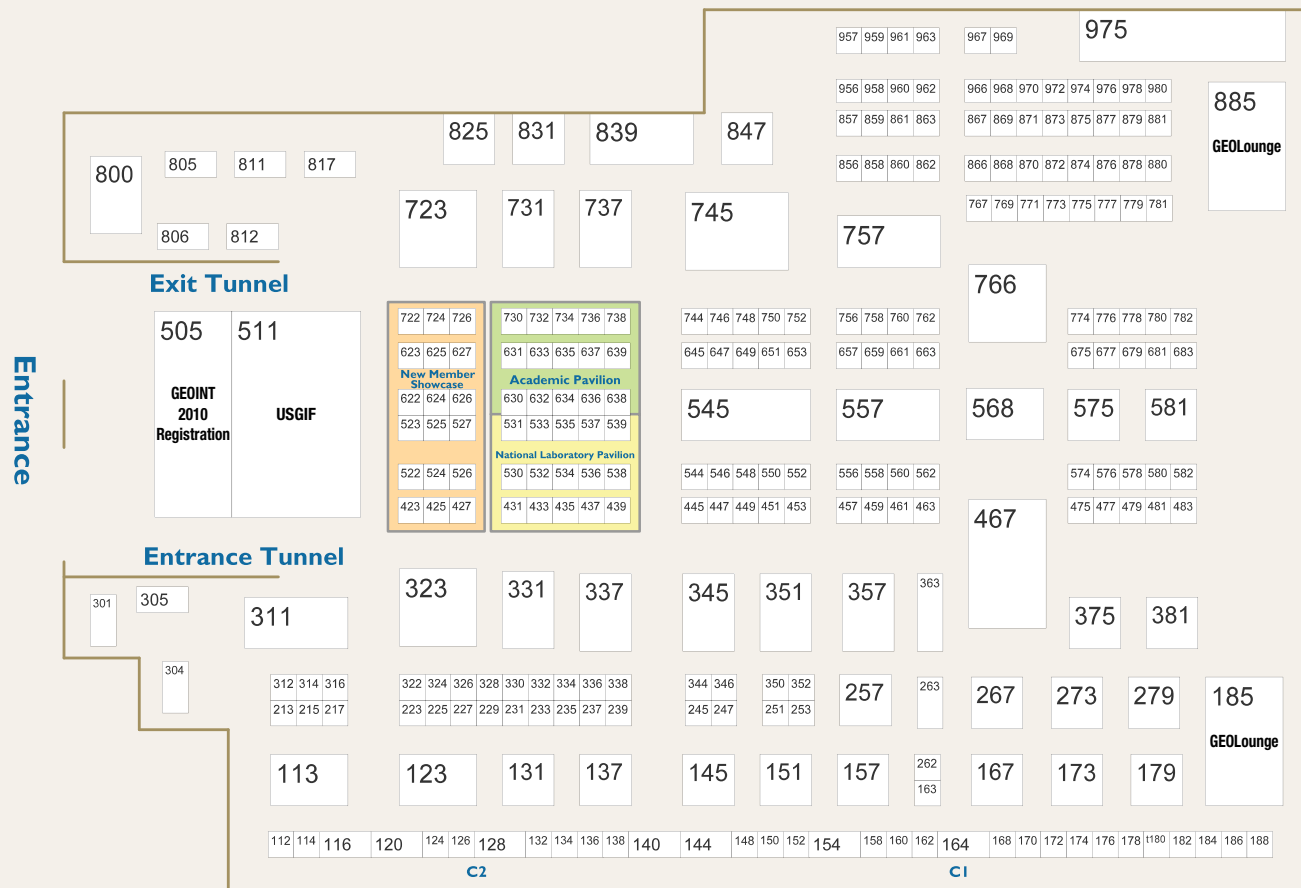 957 959 961 963 967 969 975
956 958 960 962 966 968 970 972 974 976 978 980
885
GEOLounge
857 859 861 863 867 869 871 873 875 877 879 881
825 831 839 847
800 805 811 817
856 858 860 862 866 868 870 872 874 876 878 880
723 731 737 745
767 769 771 773 775 777 779 781
806 812
757
Exit Tunnel
766
505 511
GEOINT
2010
Registration
USGIF
Entrance
722 724 726 730 732 734 736 738 744 746 748 750 752 756 758 760 762 774 776 778 780 782
623 625 627 631 633 635 637 639 645 647 649 651 653 657 659 661 663 675 677 679 681 683
New Member
Showcase
Academic Pavilion
622 624 626 630 632 634 636 638
545 557 568 575 581
523 525 527 531 533 535 537 539
National Laboratory Pavilion
522 524 526 530 532 534 536 538 544 546 548 550 552 556 558 560 562 574 576 578 580 582
423 425 427 431 433 435 437 439 445 447 449 451 453 457 459 461 463 475 477 479 481 483
467
Entrance Tunnel
301 305 311 323 331 337 345 351 357 363 375 381
304
312 314 316 322 324 326 328 330 332 334 336 338 344 346 350 352
257 263 267 273 279 185
GEOLounge
213 215 217 223 225 227 229 231 233 235 237 239 245 247 251 253
113 123 131 137 145 151 157 262 167 173 179
163
112 114 116 120 124 126 128 132 134 136 138 140 144 148 150 152 154 158 160 162 164 168 170 172 174 176 178 1180 182 184 186 188
C2 C1